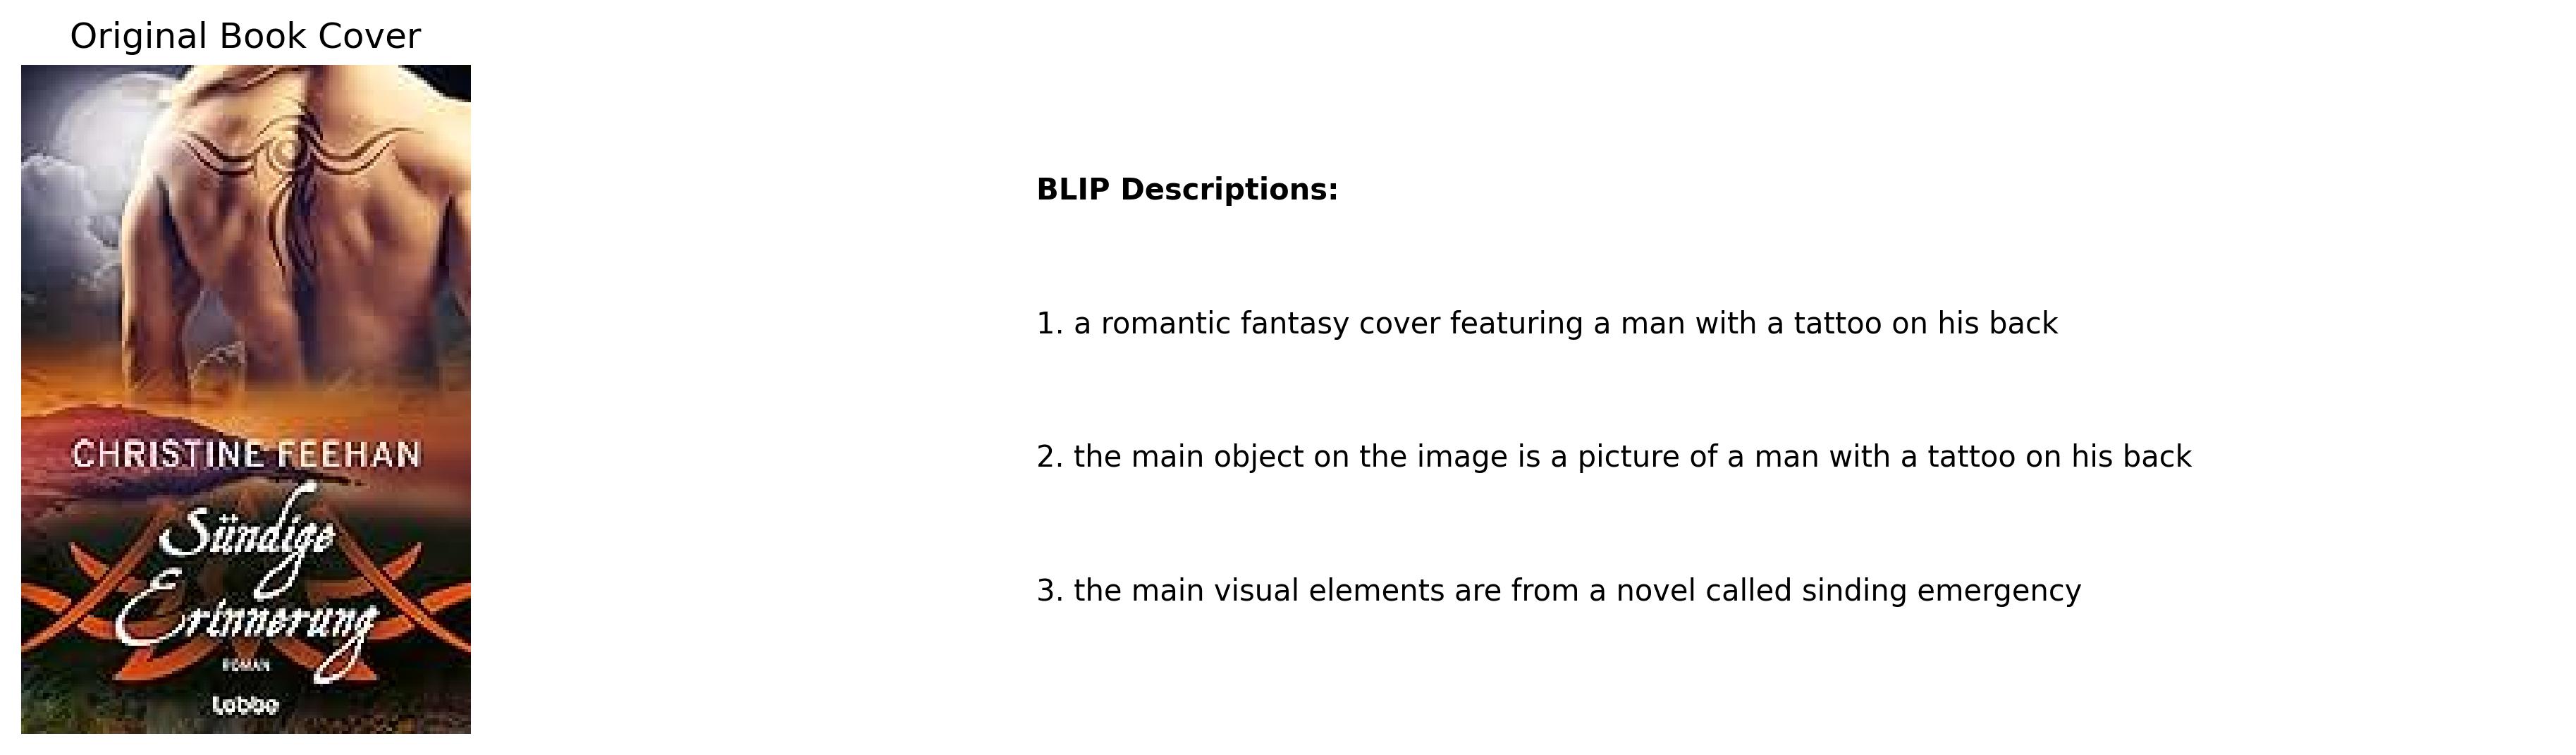 Original Book Cover
CHRISTINE FEEHAN
Sündige
Erinnerung
ROMAN
Lübbe
BLIP Descriptions:
1. a romantic fantasy cover featuring a man with a tattoo on his back
2. the main object on the image is a picture of a man with a tattoo on his back
3. the main visual elements are from a novel called sinding emergency